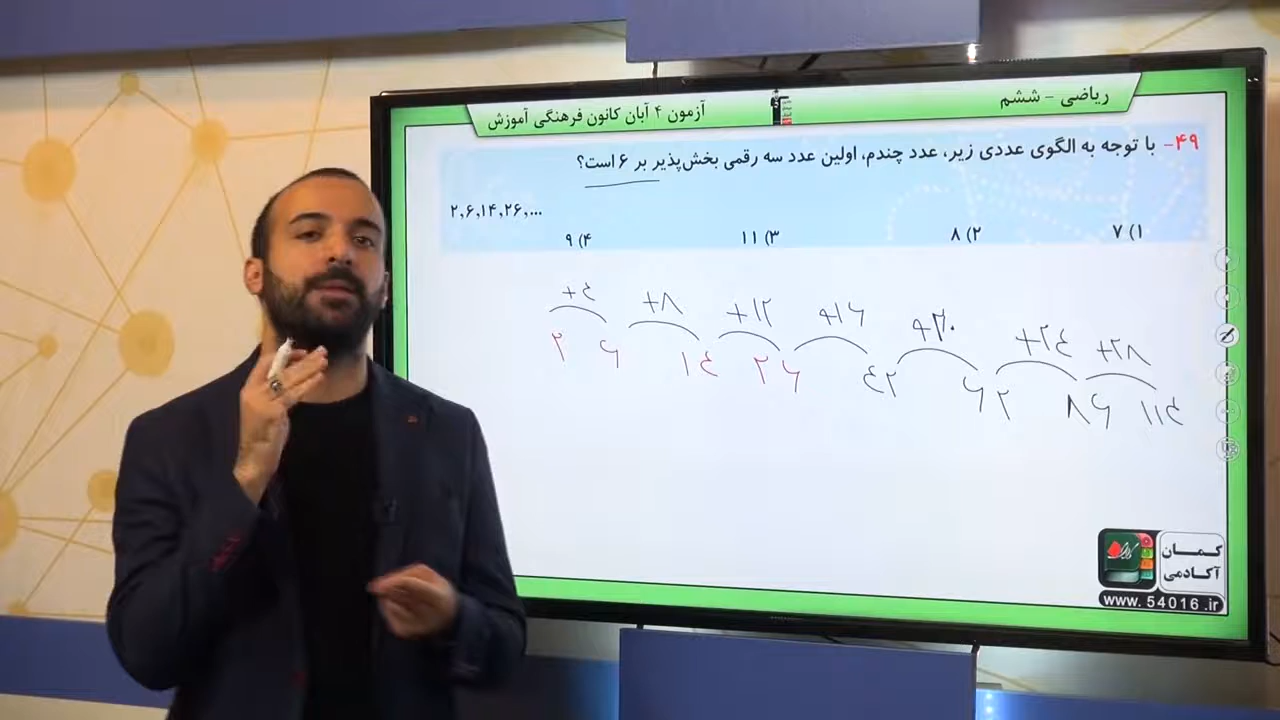 ریاضی - ششم
آزمون ۴ آبان کانون فرهنگی آموزش
۴۹- با توجه به الگوی عددی زیر، عدد چندم، اولین عدد سه رقمی بخش‌پذیر بر ۶ است؟
۲,۶,۱۴,۲۶,...
۱) ۷ ۲) ۸ ۳) ۱۱ ۴) ۹
+۴ +۸ +۱۲ +۱۶ +۲۰ +۲۴ +۲۸
۲ ۶ ۱۴ ۲۶ ۴۲ ۶۲ ۸۶ ۱۱۴
کمان
آکادمی
www. 54016 .ir